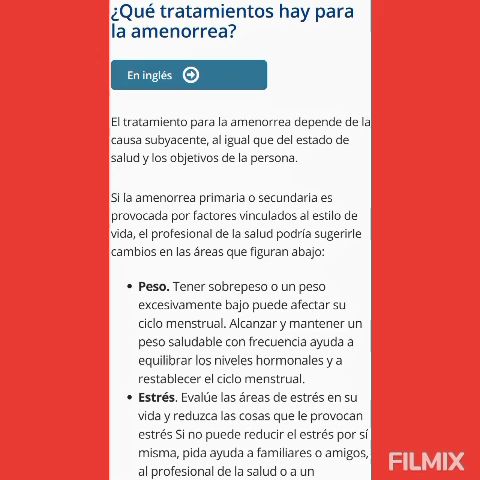 ¿Qué tratamientos hay para
la amenorrea?
En inglés
El tratamiento para la amenorrea depende de la
causa subyacente, al igual que del estado de
salud y los objetivos de la persona.
Si la amenorrea primaria o secundaria es
provocada por factores vinculados al estilo de
vida, el profesional de la salud podría sugerirle
cambios en las áreas que figuran abajo:
• Peso. Tener sobrepeso o un peso
excesivamente bajo puede afectar su
ciclo menstrual. Alcanzar y mantener un
peso saludable con frecuencia ayuda a
equilibrar los niveles hormonales y a
restablecer el ciclo menstrual.
• Estrés. Evalúe las áreas de estrés en su
vida y reduzca las cosas que le provocan
estrés Si no puede reducir el estrés por sí
misma, pida ayuda a familiares o amigos,
al profesional de la salud o a un
FILMIX